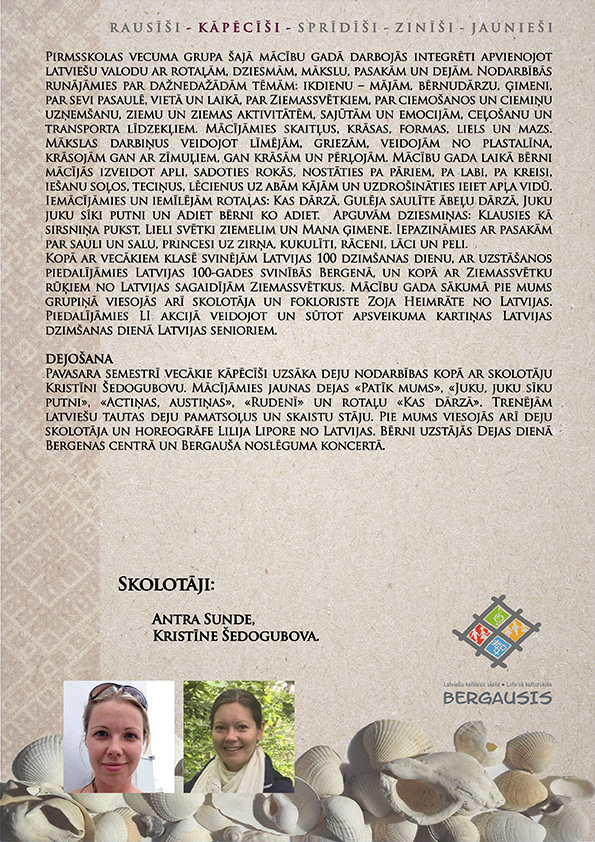 RAUSĪŠI - KĀPĒCĪŠI - SPRĪDĪŠI - ZINĪŠI - JAUNIEŠI
Pirmsskolas vecuma grupa šajā mācību gadā darbojās integrēti apvienojot
latviešu valodu ar rotaļām, dziesmām, mākslu, pasakām un dejām. Nodarbībās
runājāmies par dažnedažādām tēmām: ikdienu – mājām, bērnudārzu, ģimeni,
par sevi pasaulē, vietā un laikā, par Ziemassvētkiem, par ciemošanos un ciemiņu
uzņemšanu, ziemu un ziemas aktivitātēm, sajūtām un emocijām, ceļošanu un
transporta līdzekļiem. Mācījāmies skaitļus, krāsas, formas, liels un mazs.
Mākslas darbiņus veidojot līmējām, griezām, veidojām no plastalīna,
krāsojām gan ar zīmuļiem, gan krāsām un pērļojām. Mācību gada laikā bērni
mācījās izveidot apli, sadoties rokās, nostāties pa pāriem, pa labi, pa kreisi,
iešanu soļos, teciņus, lēcienus uz abām kājām un uzdrošināties ieiet apļa vidū.
Iemācījāmies un iemīlējām rotaļas: Kas dārzā, Gulēja saulīte ābeļu dārzā, Juku
juku sīki putni un Adiet bērni ko adiet. Apguvām dziesmiņas: Klausies kā
sirsniņa pukst, Lieli svētki ziemelim un Mana ģimene. Iepazināmies ar pasakām
par sauli un salu, princesi uz zirņa, kukulīti, rāceni, lāci un peli.
Kopā ar vecākiem klasē svinējām Latvijas 100 dzimšanas dienu, ar uzstāšanos
piedalījāmies Latvijas 100-gades svinībās Bergenā, un kopā ar Ziemassvētku
rūķiem no Latvijas sagaidījām Ziemassvētkus. Mācību gada sākumā pie mums
grupiņā viesojās arī skolotāja un fokloriste Zoja Heimrāte no Latvijas.
Piedalījāmies LI akcijā veidojot un sūtot apsveikuma kartiņas Latvijas
dzimšanas dienā Latvijas senioriem.
DEJOŠANA
Pavasara semestrī vecākie kāpēcīši uzsāka deju nodarbības kopā ar skolotāju
Kristīni Šedogubovu. Mācījāmies jaunas dejas «Patīk mums», «Juku, juku sīku
putni», «Actiņas, austiņas», «Rudenī» un rotaļu «Kas dārzā». Trenējām
latviešu tautas deju pamatsoļus un skaistu stāju. Pie mums viesojās arī deju
skolotāja un horeogrāfe Lilija Lipore no Latvijas. Bērni uzstājās Dejas dienā
Bergenas centrā un Bergauša noslēguma koncertā.
Skolotāji:
Antra Sunde,
Kristīne Šedogubova.
Latviešu kultūras skola • Latvisk kulturskole
BERGAUSIS